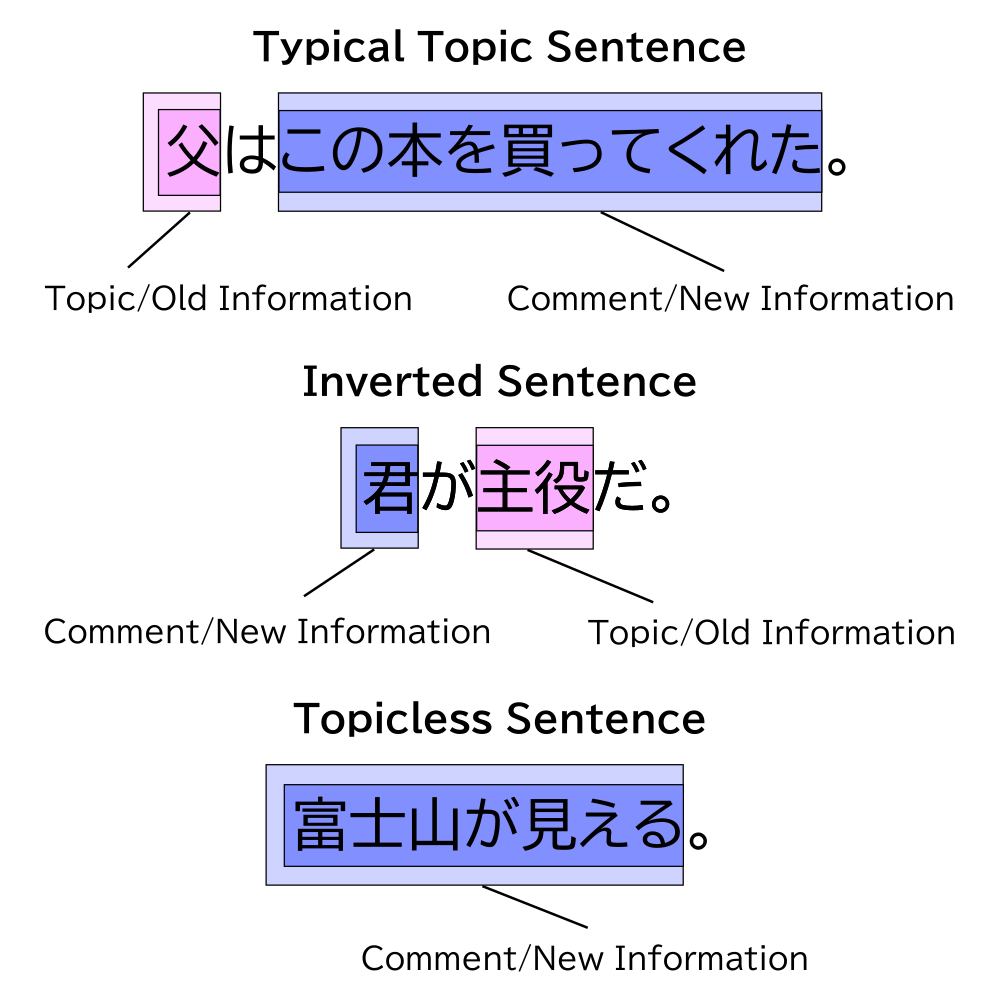 Typical Topic Sentence
父はこの本を買ってくれた。
Topic/Old Information
Comment/New Information
Inverted Sentence
君が主役だ。
Comment/New Information
Topic/Old Information
Topicless Sentence
富士山が見える。
Comment/New Information